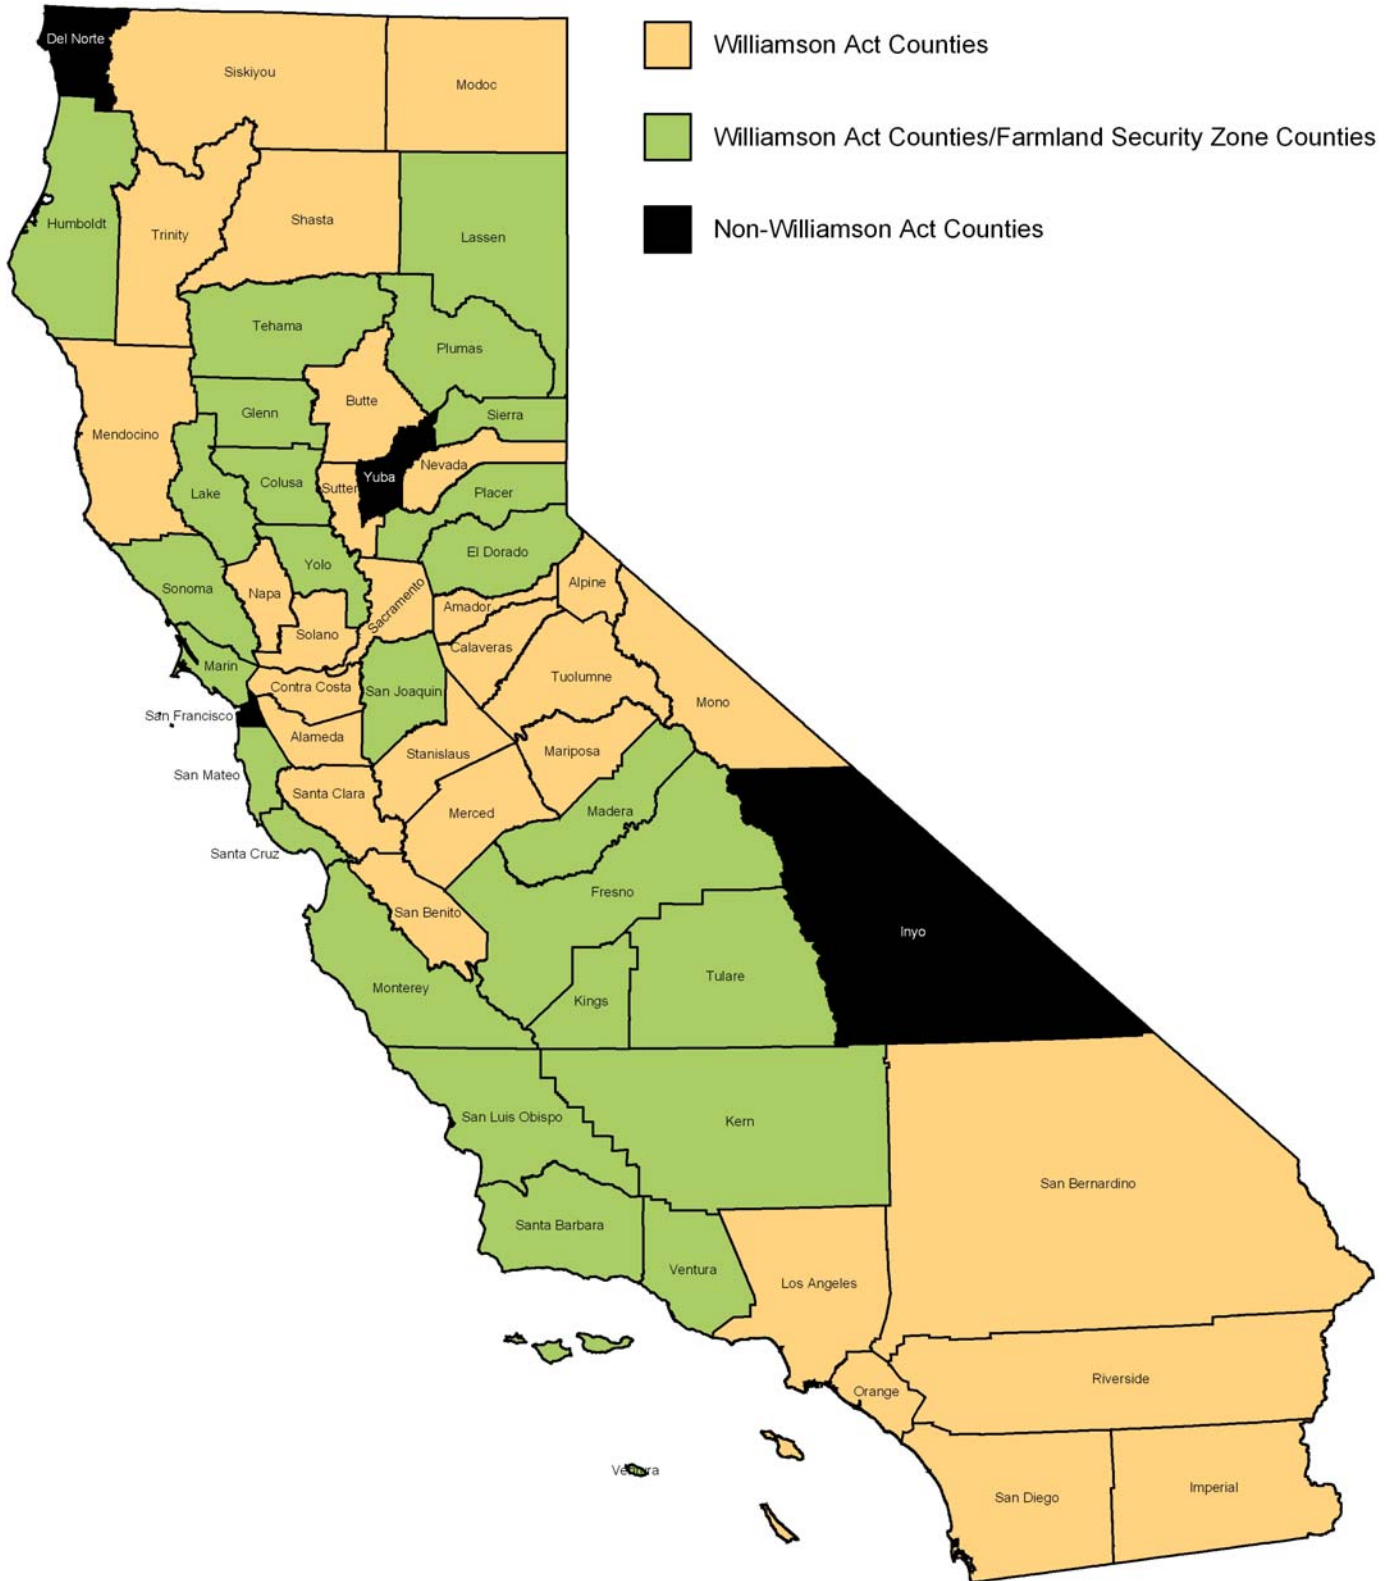 Del Norte
Williamson Act Counties
Siskiyou
Modoc
Williamson Act Counties/Farmland Security Zone Counties
Humboldt
Trinity
Shasta
Lassen
Non-Williamson Act Counties
Tehama
Plumas
Butte
Glenn
Sierra
Mendocino
Nevada
Yuba
Colusa
Sutter
Lake
Placer
El Dorado
Yolo
Alpine
Sonoma
Napa
Sacramento
Amador
Solano
Calaveras
Marin
Tuolumne
Contra Costa
San Joaquin
Mono
San Francisco
Alameda
Stanislaus
Mariposa
San Mateo
Santa Clara
Merced
Madera
Santa Cruz
Fresno
San Benito
Inyo
Tulare
Monterey
Kings
San Luis Obispo
Kern
San Bernardino
Santa Barbara
Ventura
Los Angeles
Riverside
Orange
Ventura
San Diego
Imperial